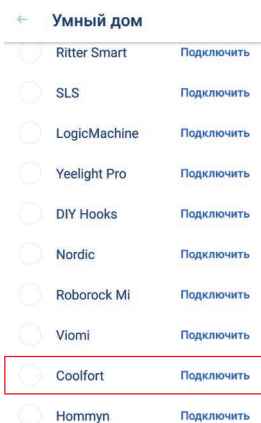 ← Умный дом
Ritter Smart Подключить
SLS Подключить
LogicMachine Подключить
Yeelight Pro Подключить
DIY Hooks Подключить
Nordic Подключить
Roborock Mi Подключить
Viomi Подключить
Coolfort Подключить
Hommyn Подключить